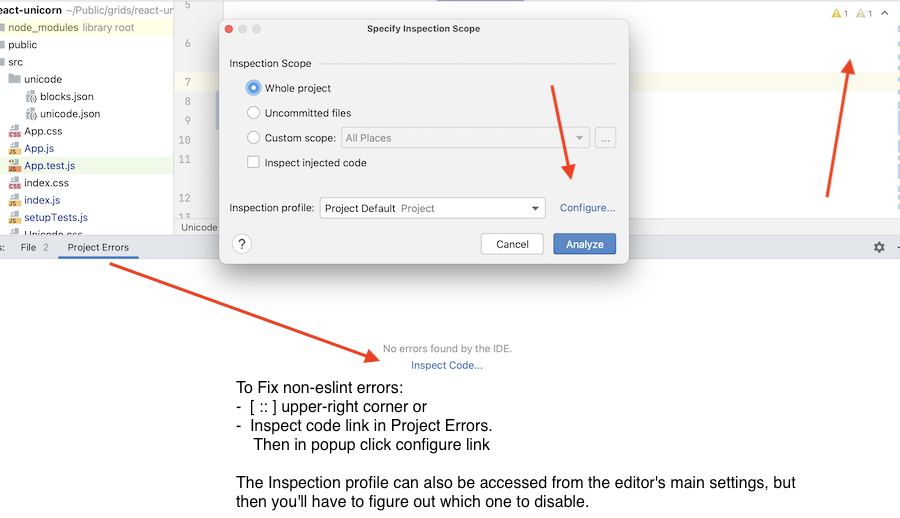 react-unicorn ~/Public/grids/react-un
node_modules library root
public
src
unicode
blocks.json
unicode.json
App.css
App.js
App.test.js
index.css
index.js
setupTests.js
Unicode.css
5
6
7
8
9
10
11
12
13
1 1
Unicode
Specify Inspection Scope
Inspection Scope
Whole project
Uncommitted files
Custom scope: All Places ...
Inspect injected code
Inspection profile: Project Default Project Configure...
? Cancel Analyze
s: File 2 Project Errors
No errors found by the IDE.
Inspect Code...
To Fix non-eslint errors:
- [ :: ] upper-right corner or
- Inspect code link in Project Errors.
Then in popup click configure link
The Inspection profile can also be accessed from the editor's main settings, but
then you'll have to figure out which one to disable.